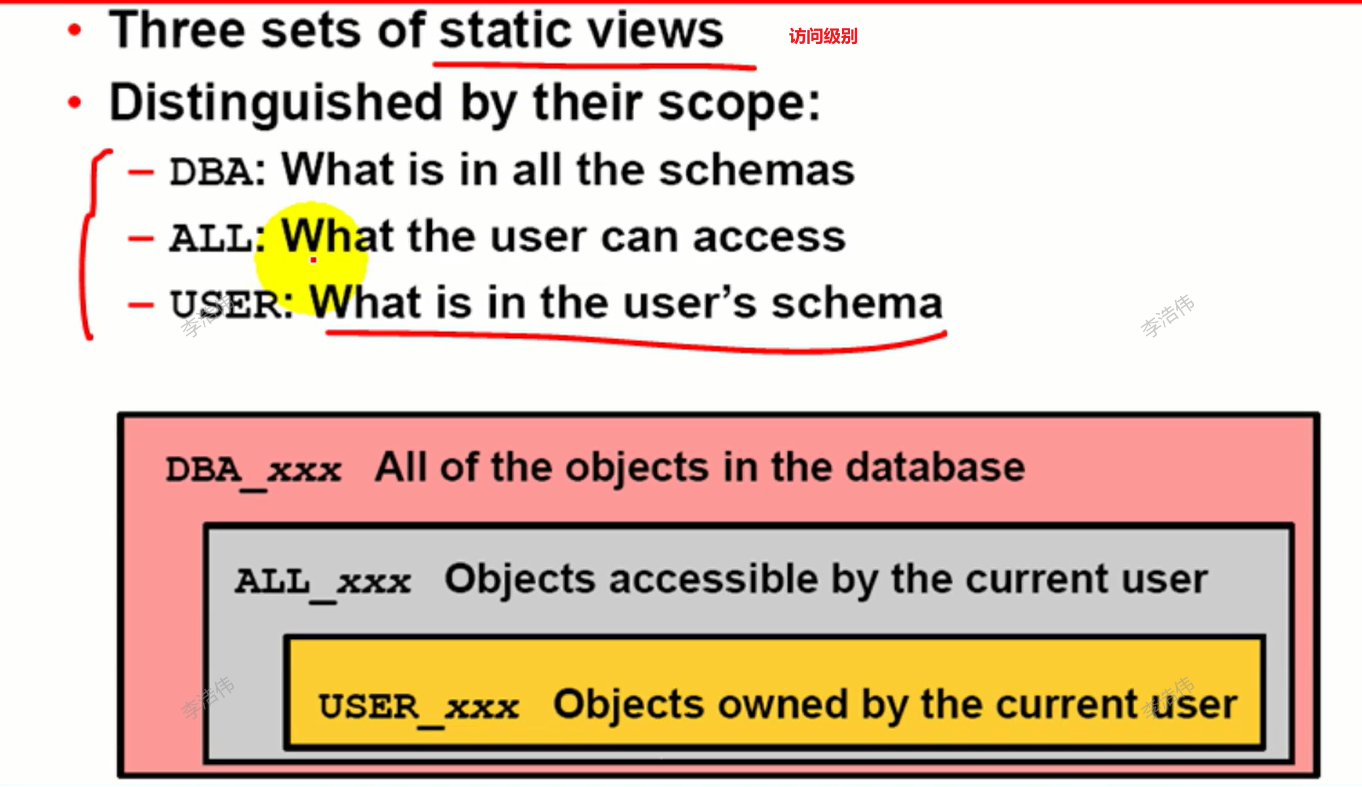 • Three sets of static views 访问级别
• Distinguished by their scope:
– DBA: What is in all the schemas
– ALL: What the user can access
– USER: What is in the user’s schema
李浩伟 李浩伟
DBA_xxx All of the objects in the database
ALL_xxx Objects accessible by the current user
USER_xxx Objects owned by the current user
李浩伟 李浩伟